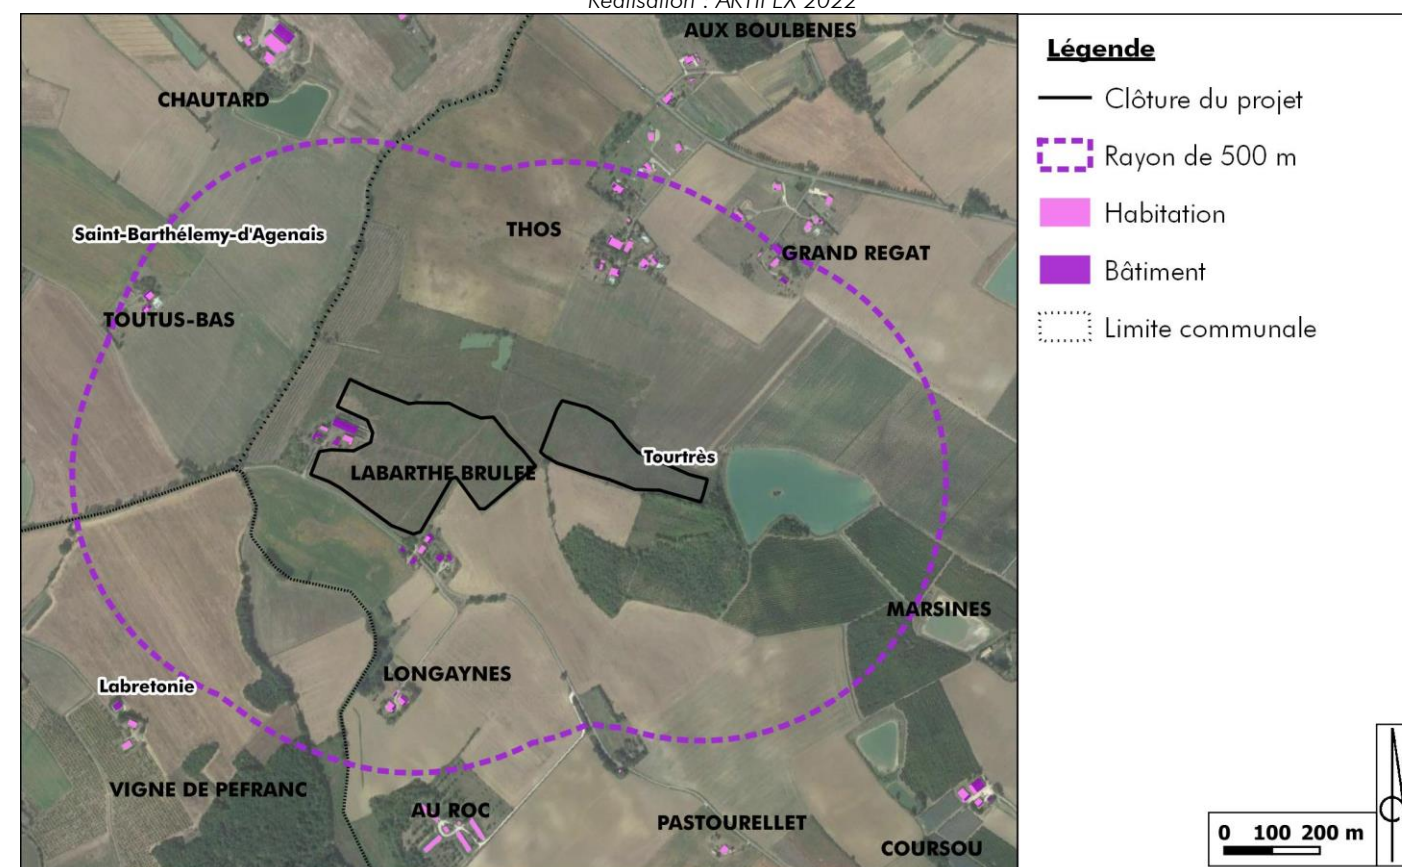 Réalisation : ARTIFEX 2022
AUX BOULBENES
CHAUTARD
Saint-Barthélemy-d'Agenais
THOS
GRAND REGAT
TOUTUS-BAS
Tourtrès
LABARTHE BRULEE
MARSINES
LONGAYNES
Labretonie
VIGNE DE PEFRANC
AU ROC
PASTOURELLET
COURSOU
Légende
Clôture du projet
Rayon de 500 m
Habitation
Bâtiment
Limite communale
0 100 200 m